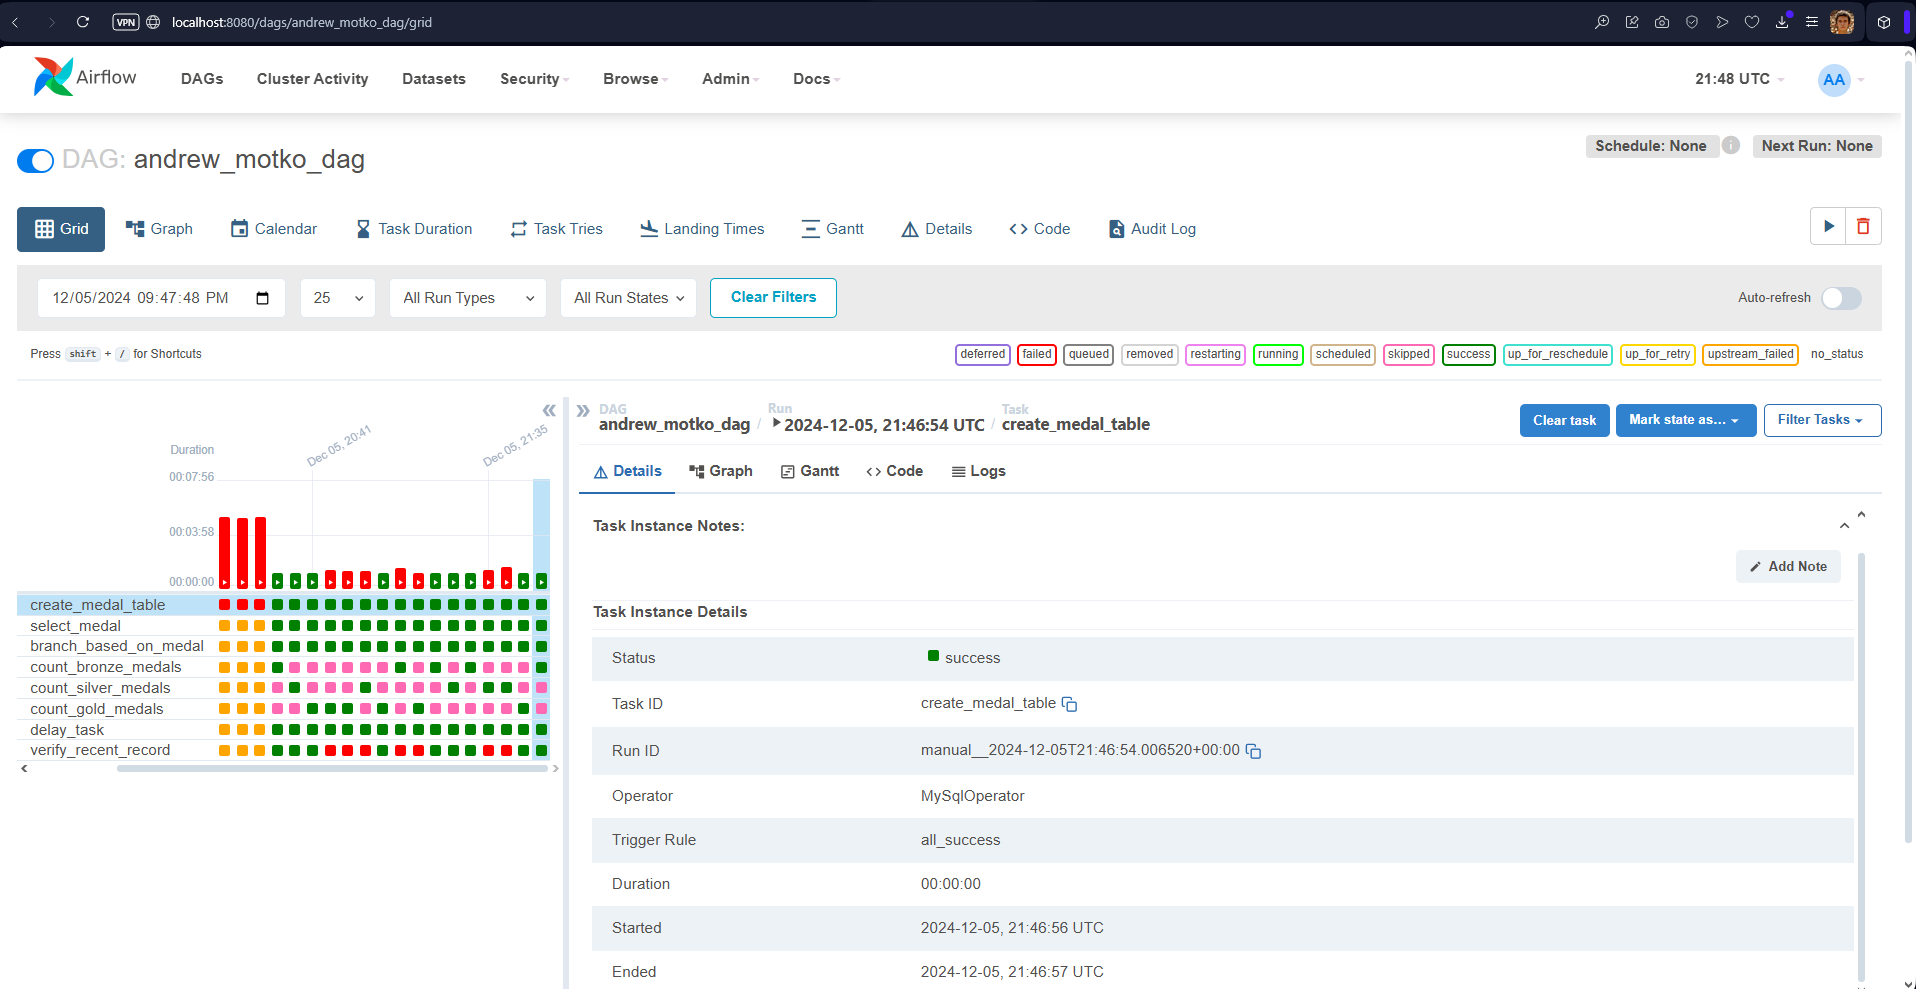 VPN localhost:8080/dags/andrew_motko_dag/grid
Airflow DAGs Cluster Activity Datasets Security Browse Admin Docs 21:48 UTC AA
DAG: andrew_motko_dag Schedule: None i Next Run: None
Grid Graph Calendar Task Duration Task Tries Landing Times Gantt Details Code Audit Log
12/05/2024 09:47:48 PM 25 All Run Types All Run States Clear Filters Auto-refresh
Press shift + / for Shortcuts deferred failed queued removed restarting running scheduled skipped success up_for_reschedule up_for_retry upstream_failed no_status
Duration
Dec 05, 20:41
Dec 05, 21:35
00:07:56
00:03:58
00:00:00
create_medal_table
select_medal
branch_based_on_medal
count_bronze_medals
count_silver_medals
count_gold_medals
delay_task
verify_recent_record
DAG Run Task
andrew_motko_dag / 2024-12-05, 21:46:54 UTC / create_medal_table
Clear task Mark state as... Filter Tasks
Details Graph Gantt Code Logs
Task Instance Notes:
Add Note
Task Instance Details
Status success
Task ID create_medal_table
Run ID manual__2024-12-05T21:46:54.006520+00:00
Operator MySqlOperator
Trigger Rule all_success
Duration 00:00:00
Started 2024-12-05, 21:46:56 UTC
Ended 2024-12-05, 21:46:57 UTC